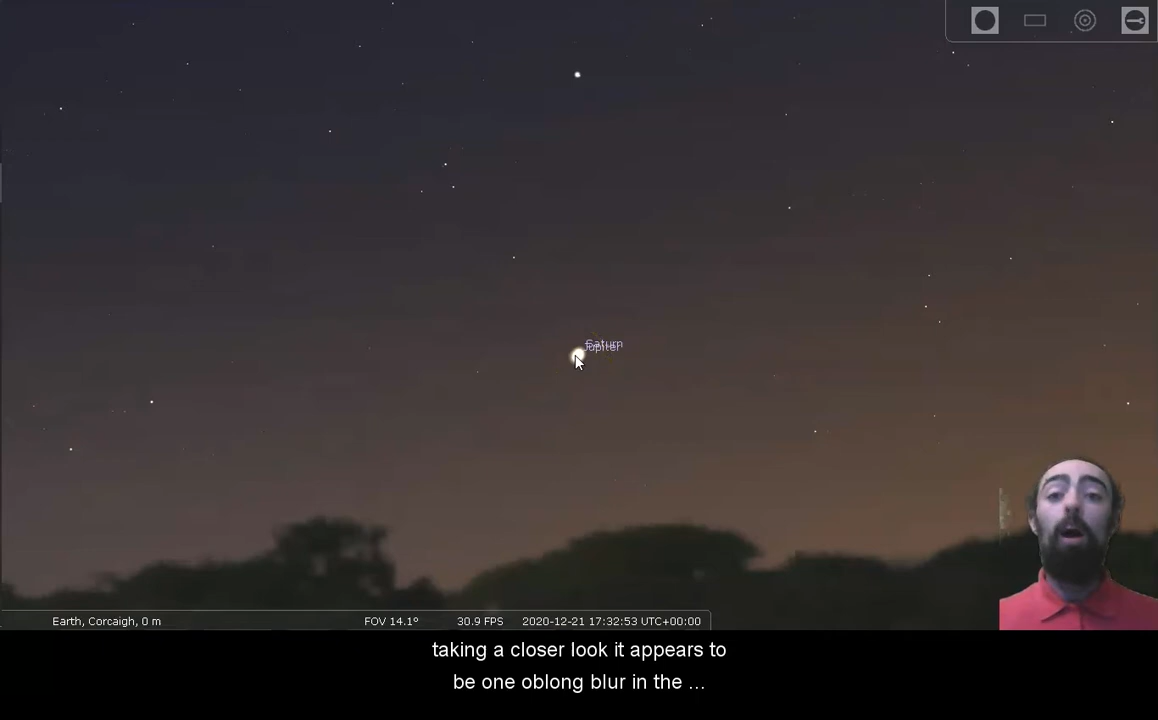 Saturn
Jupiter
Earth, Corcaigh, 0 m FOV 14.1° 30.9 FPS 2020-12-21 17:32:53 UTC+00:00
taking a closer look it appears to
be one oblong blur in the ...